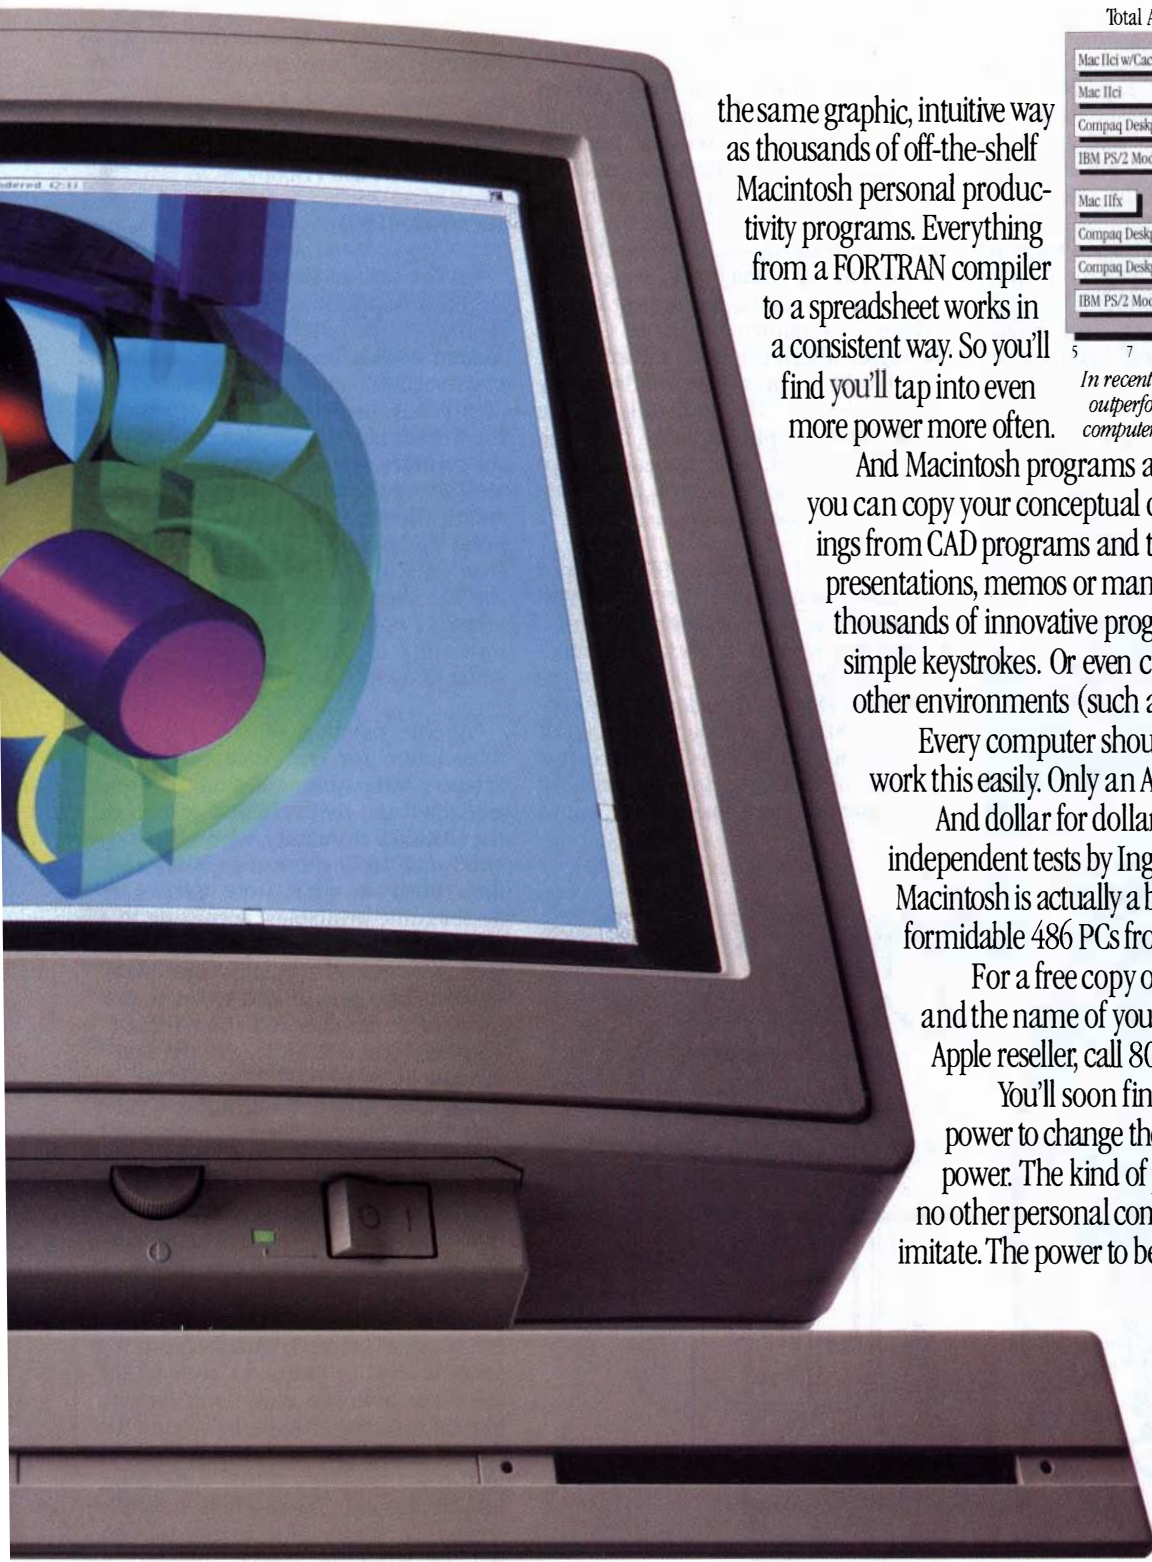 the same graphic, intuitive way
as thousands of off-the-shelf
Macintosh personal produc-
tivity programs. Everything
from a FORTRAN compiler
to a spreadsheet works in
a consistent way. So you'll
find you'll tap into even
more power more often.
Total A
Mac IIci w/Cac
Mac IIci
Compaq Deskp
IBM PS/2 Mod
Mac IIfx
Compaq Deskp
Compaq Deskp
IBM PS/2 Mod
5 7
In recent
outperfo
computer
And Macintosh programs a
you can copy your conceptual
ings from CAD programs and t
presentations, memos or man
thousands of innovative prog
simple keystrokes. Or even c
other environments (such a
Every computer shou
work this easily. Only an A
And dollar for dollar
independent tests by Ing
Macintosh is actually a b
formidable 486 PCs fro
For a free copy o
and the name of you
Apple reseller, call 80
You'll soon fin
power to change the
power. The kind of
no other personal con
imitate. The power to be